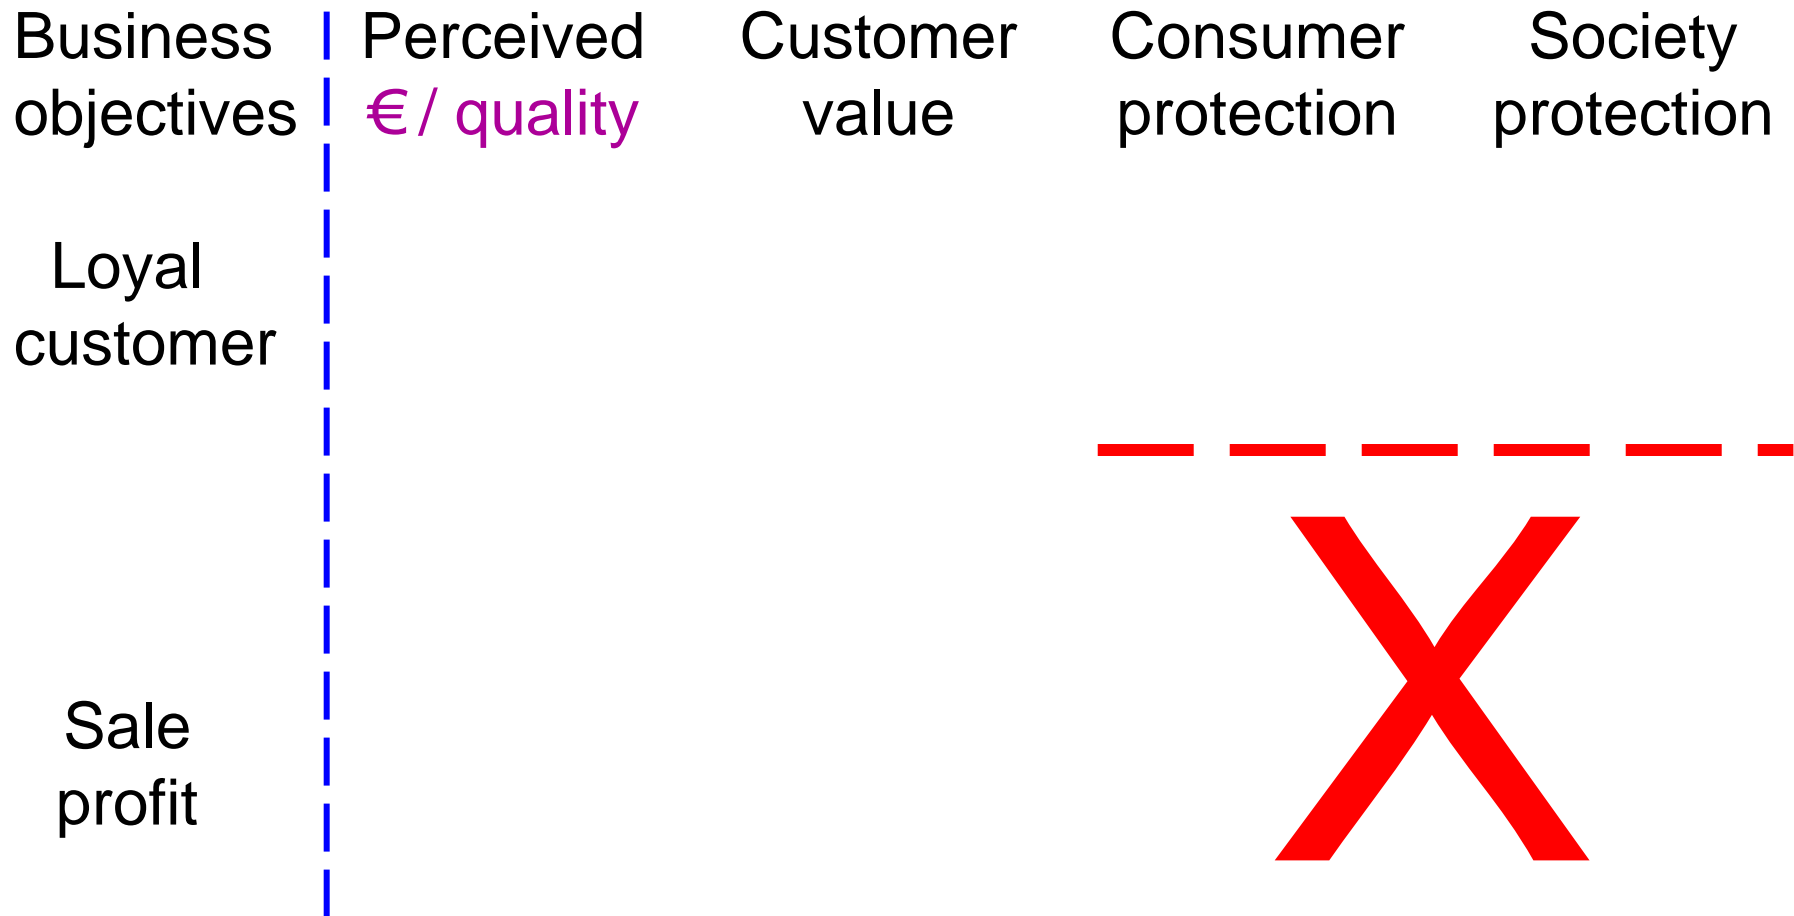 Business Perceived Customer Consumer Society
objectives €/ quality value protection protection
Loyal
customer
Sale
profit
X